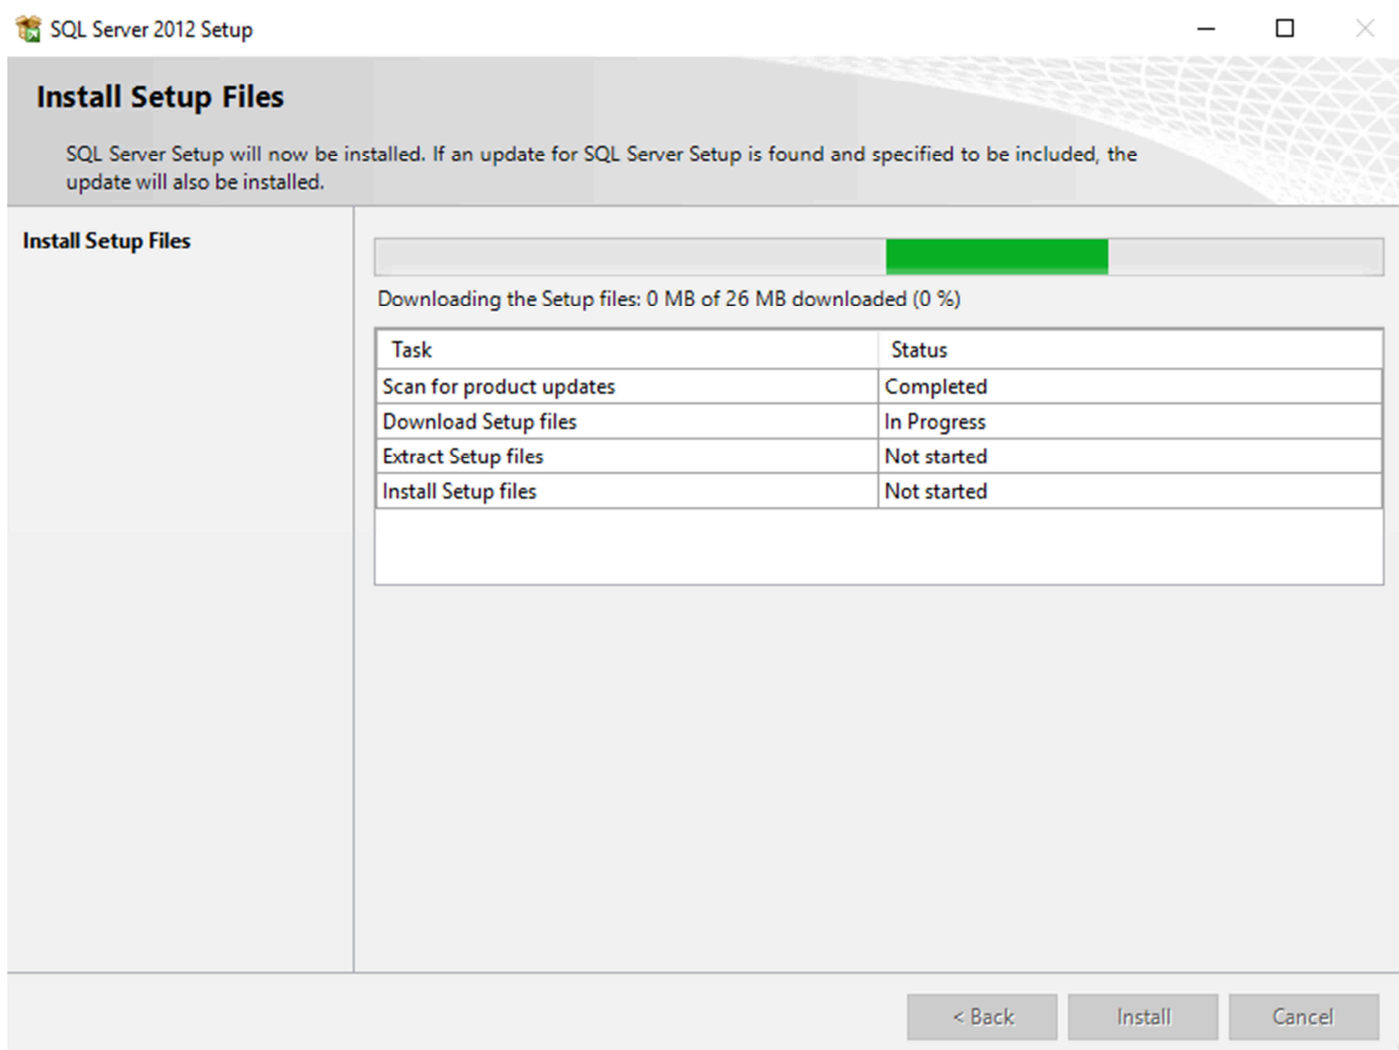 SQL Server 2012 Setup
Install Setup Files
SQL Server Setup will now be installed. If an update for SQL Server Setup is found and specified to be included, the
update will also be installed.
Install Setup Files
Downloading the Setup files: 0 MB of 26 MB downloaded (0 %)
Task Status
Scan for product updates Completed
Download Setup files In Progress
Extract Setup files Not started
Install Setup files Not started
< Back Install Cancel